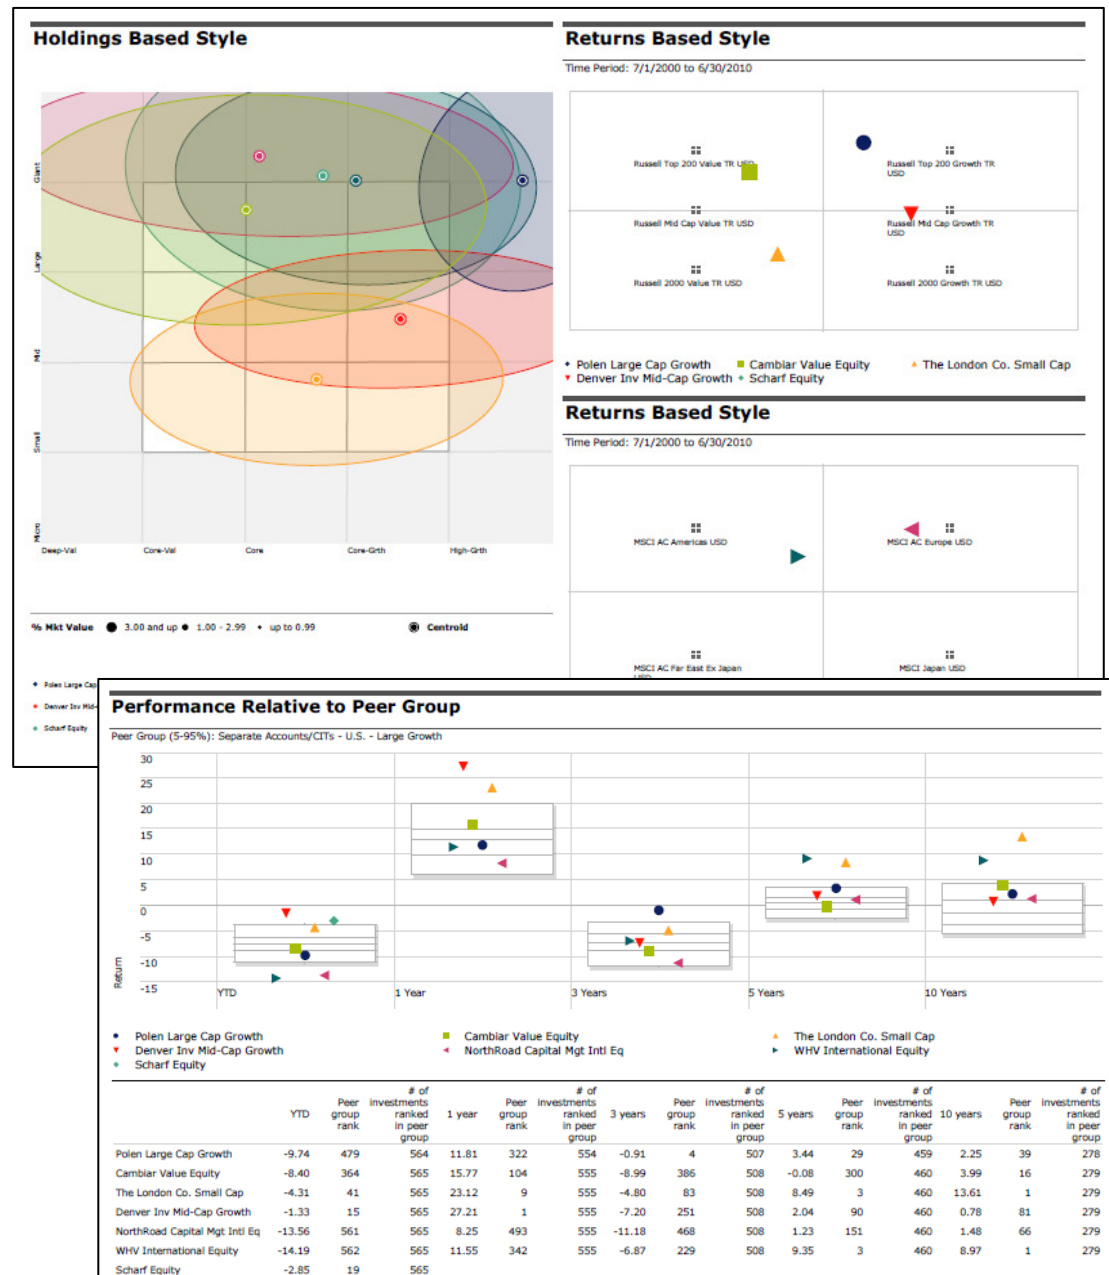 Holdings Based Style
Giant
Large
Mid
Small
Micro
Deep-Val Core-Val Core Core-Grth High-Grth
% Mkt Value 3.00 and up 1.00 - 2.99 up to 0.99 Centroid
Polen Large Cap
Denver Inv Mid-
Scharf Equity
Returns Based Style
Time Period: 7/1/2000 to 6/30/2010
Russell Top 200 Value TR USD
Russell Top 200 Growth TR
USD
Russell Mid Cap Value TR USD
Russell Mid Cap Growth TR
USD
Russell 2000 Value TR USD
Russell 2000 Growth TR USD
Polen Large Cap Growth Cambiar Value Equity The London Co. Small Cap
Denver Inv Mid-Cap Growth Scharf Equity
Returns Based Style
Time Period: 7/1/2000 to 6/30/2010
MSCI AC Americas USD
MSCI AC Europe USD
MSCI AC Far East Ex Japan
MSCI Japan USD
Performance Relative to Peer Group
Peer Group (5-95%): Separate Accounts/CITs - U.S. - Large Growth
30
25
20
15
10
5
0
-5
-10
-15
Return
YTD 1 Year 3 Years 5 Years 10 Years
Polen Large Cap Growth Cambiar Value Equity The London Co. Small Cap
Denver Inv Mid-Cap Growth NorthRoad Capital Mgt Intl Eq WHV International Equity
Scharf Equity
YTD Peer group rank # of investments ranked in peer group 1 year Peer group rank # of investments ranked in peer group 3 years Peer group rank # of investments ranked in peer group 5 years Peer group rank # of investments ranked in peer group 10 years Peer group rank # of investments ranked in peer group
Polen Large Cap Growth -9.74 479 564 11.81 322 554 -0.91 4 507 3.44 29 459 2.25 39 278
Cambiar Value Equity -8.40 364 565 15.77 104 555 -8.99 386 508 -0.08 300 460 3.99 16 279
The London Co. Small Cap -4.31 41 565 23.12 9 555 -4.80 83 508 8.49 3 460 13.61 1 279
Denver Inv Mid-Cap Growth -1.33 15 565 27.21 1 555 -7.20 251 508 2.04 90 460 0.78 81 279
NorthRoad Capital Mgt Intl Eq -13.56 561 565 8.25 493 555 -11.18 468 508 1.23 151 460 1.48 66 279
WHV International Equity -14.19 562 565 11.55 342 555 -6.87 229 508 9.35 3 460 8.97 1 279
Scharf Equity -2.85 19 565